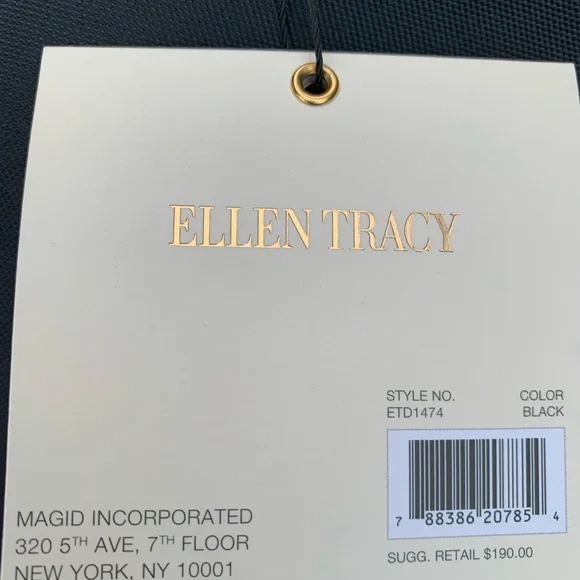 ELLEN TRACY
STYLE NO. COLOR
ETD1474 BLACK
7 88386 20785 4
SUGG. RETAIL $190.00
MAGID INCORPORATED
320 5TH AVE, 7TH FLOOR
NEW YORK, NY 10001